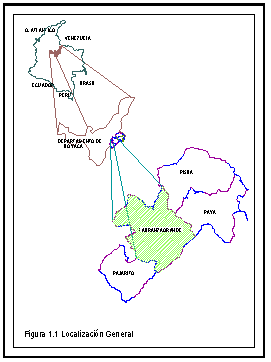 O. ATLANTICO
VENEZUELA
ECUADOR
BRASIL
PERU
DEPARTAMENTO DE
BOYACA
PISBA
PAYA
LABRANZAGRANDE
PAJARITO
Figura 1.1 Localización General